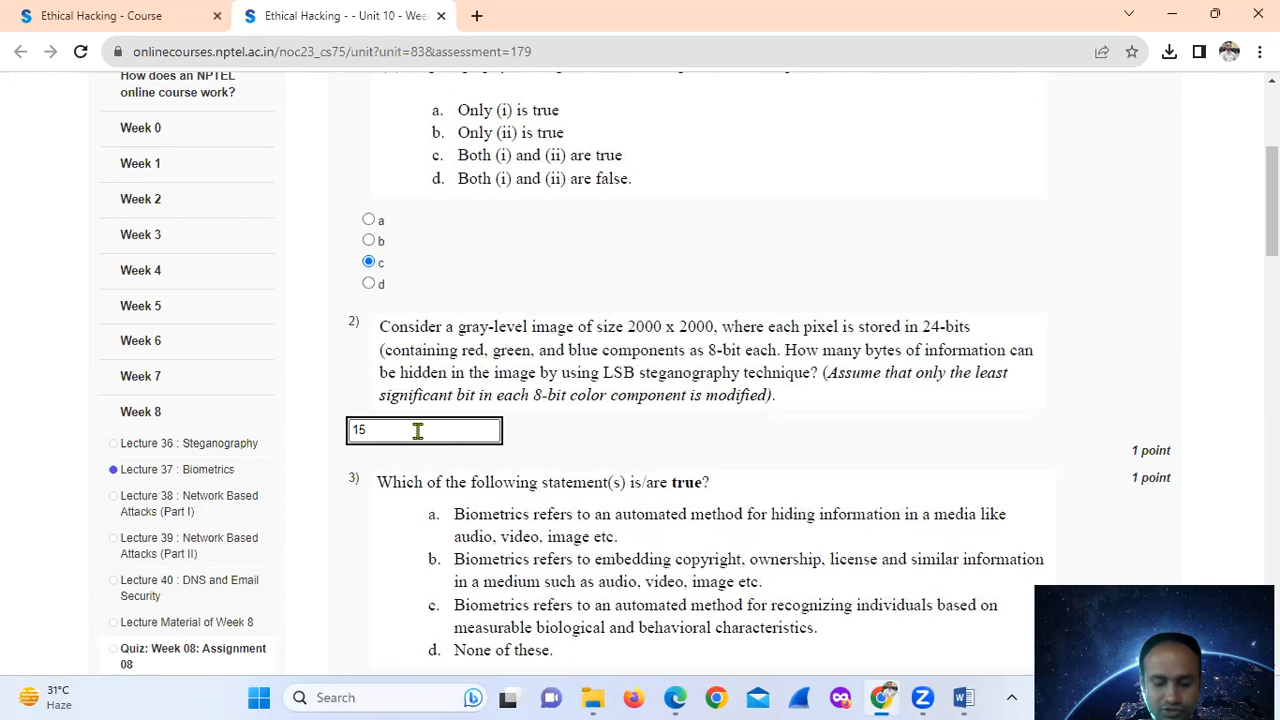 Ethical Hacking - Course
Ethical Hacking - - Unit 10 - Wee
onlinecourses.nptel.ac.in/noc23_cs75/unit?unit=83&assessment=179
How does an NPTEL
online course work?
Week 0
Week 1
Week 2
Week 3
Week 4
Week 5
Week 6
Week 7
Week 8
Lecture 36 : Steganography
Lecture 37 : Biometrics
Lecture 38 : Network Based
Attacks (Part I)
Lecture 39 : Network Based
Attacks (Part II)
Lecture 40 : DNS and Email
Security
Lecture Material of Week 8
Quiz: Week 08: Assignment
08
a. Only (i) is true
b. Only (ii) is true
c. Both (i) and (ii) are true
d. Both (i) and (ii) are false.
a
b
c
d
2) Consider a gray-level image of size 2000 x 2000, where each pixel is stored in 24-bits
(containing red, green, and blue components as 8-bit each. How many bytes of information can
be hidden in the image by using LSB steganography technique? (Assume that only the least
significant bit in each 8-bit color component is modified).
15
1 point
3) Which of the following statement(s) is/are true?
1 point
a. Biometrics refers to an automated method for hiding information in a media like
audio, video, image etc.
b. Biometrics refers to embedding copyright, ownership, license and similar information
in a medium such as audio, video, image etc.
c. Biometrics refers to an automated method for recognizing individuals based on
measurable biological and behavioral characteristics.
d. None of these.
31°C
Haze
Search